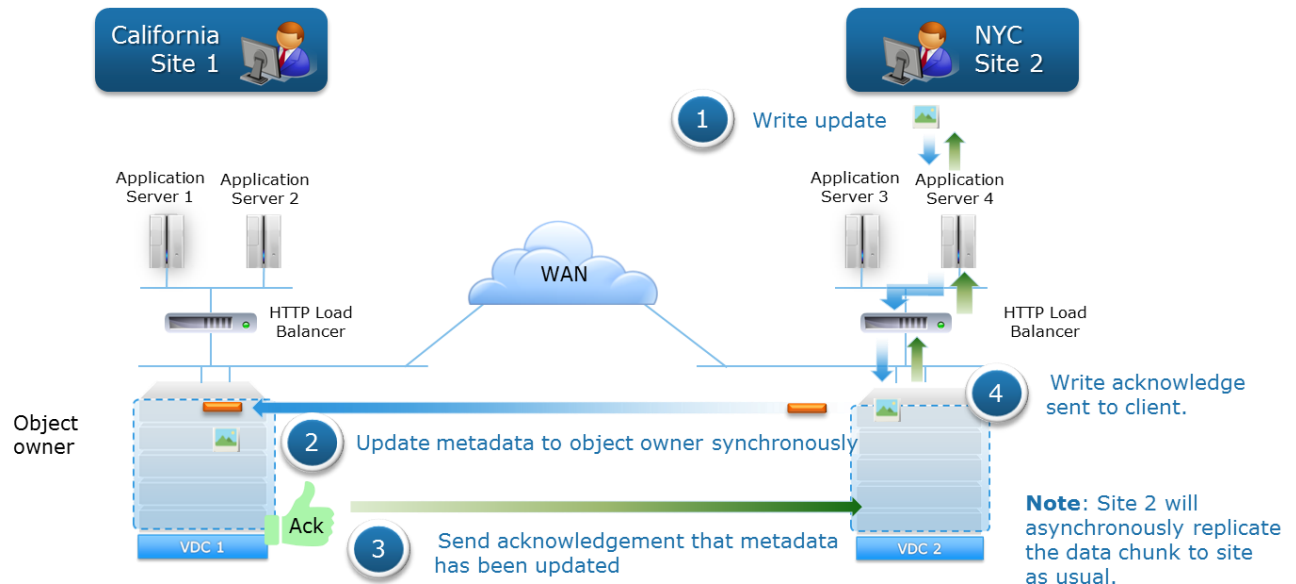 California
Site 1
NYC
Site 2
1
Write update
Application
Server 1
Application
Server 2
Application
Server 3
Application
Server 4
WAN
HTTP Load
Balancer
HTTP Load
Balancer
Object
owner
2
Update metadata to object owner synchronously
4
Write acknowledge
sent to client.
Ack
3
Send acknowledgement that metadata
has been updated
VDC 1
VDC 2
Note: Site 2 will
asynchronously replicate
the data chunk to site
as usual.